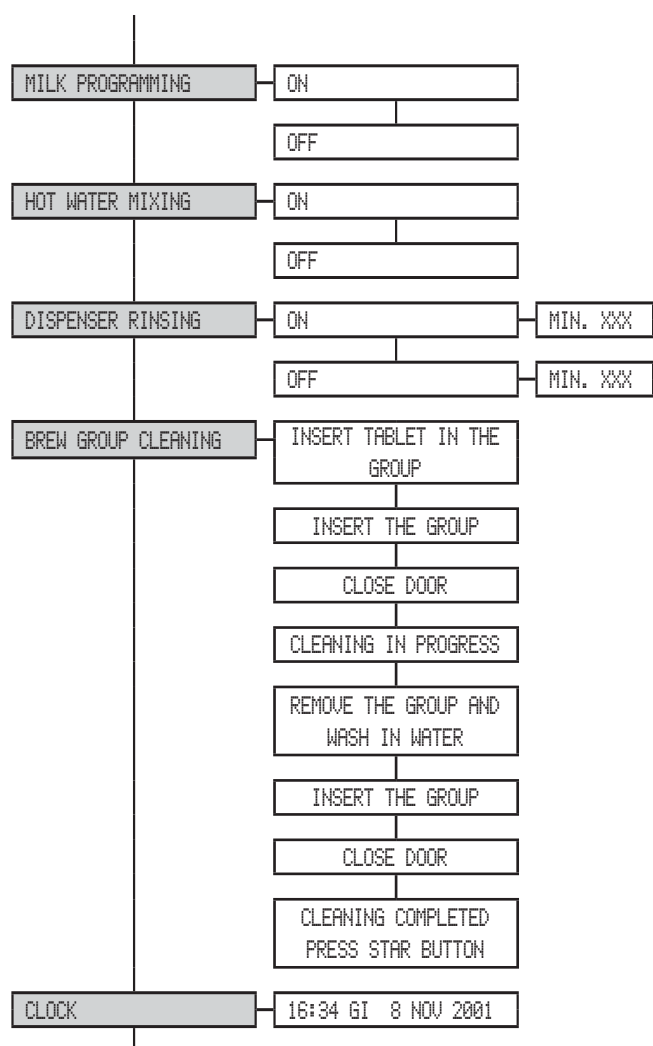 MILK PROGRAMMING
ON
OFF
HOT WATER MIXING
ON
OFF
DISPENSER RINSING
ON
MIN. XXX
OFF
MIN. XXX
BREW GROUP CLEANING
INSERT TABLET IN THE
GROUP
INSERT THE GROUP
CLOSE DOOR
CLEANING IN PROGRESS
REMOVE THE GROUP AND
WASH IN WATER
INSERT THE GROUP
CLOSE DOOR
CLEANING COMPLETED
PRESS STAR BUTTON
CLOCK
16:34 GI 8 NOV 2001